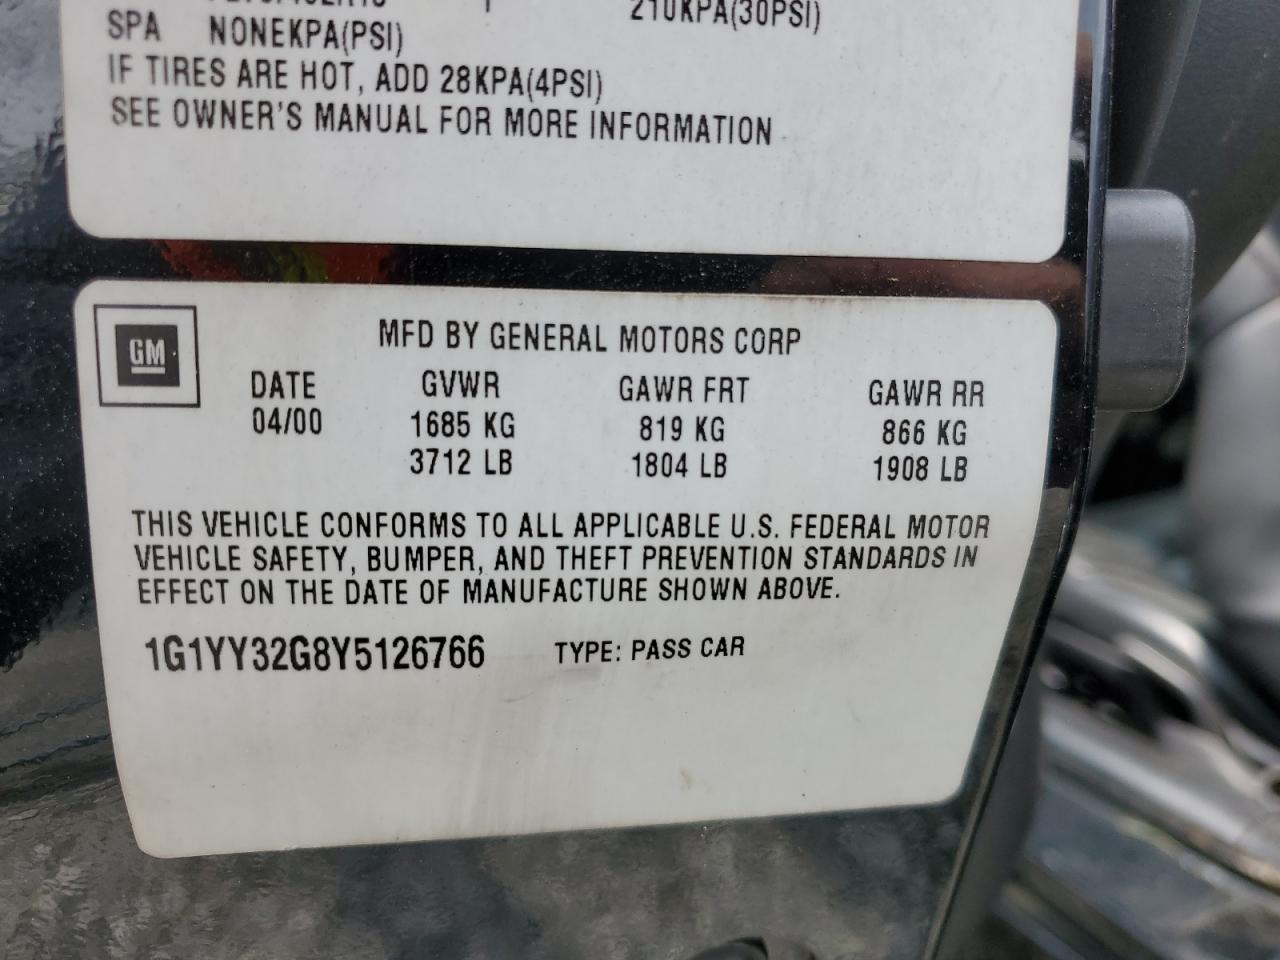 210KPA(30PSI)
SPA NONEKPA(PSI)
IF TIRES ARE HOT, ADD 28KPA(4PSI)
SEE OWNER'S MANUAL FOR MORE INFORMATION
GM
MFD BY GENERAL MOTORS CORP
DATE GVWR GAWR FRT GAWR RR
04/00 1685 KG 819 KG 866 KG
3712 LB 1804 LB 1908 LB
THIS VEHICLE CONFORMS TO ALL APPLICABLE U.S. FEDERAL MOTOR
VEHICLE SAFETY, BUMPER, AND THEFT PREVENTION STANDARDS IN
EFFECT ON THE DATE OF MANUFACTURE SHOWN ABOVE.
1G1YY32G8Y5126766 TYPE: PASS CAR